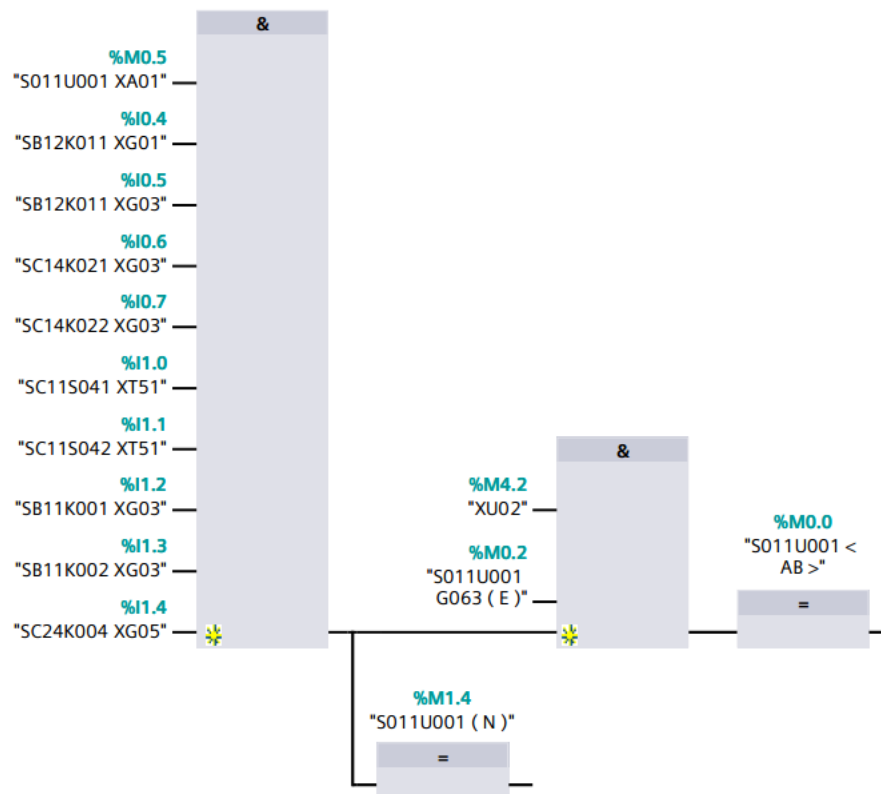 &
%M0.5
"S011U001 XA01"
%I0.4
"SB12K011 XG01"
%I0.5
"SB12K011 XG03"
%I0.6
"SC14K021 XG03"
%I0.7
"SC14K022 XG03"
%I1.0
"SC11S041 XT51"
%I1.1
"SC11S042 XT51"
%I1.2
"SB11K001 XG03"
%I1.3
"SB11K002 XG03"
%I1.4
"SC24K004 XG05"
&
%M4.2
"XU02"
%M0.2
"S011U001
G063 ( E )"
%M0.0
"S011U001 <
AB >"
=
%M1.4
"S011U001 ( N )"
=